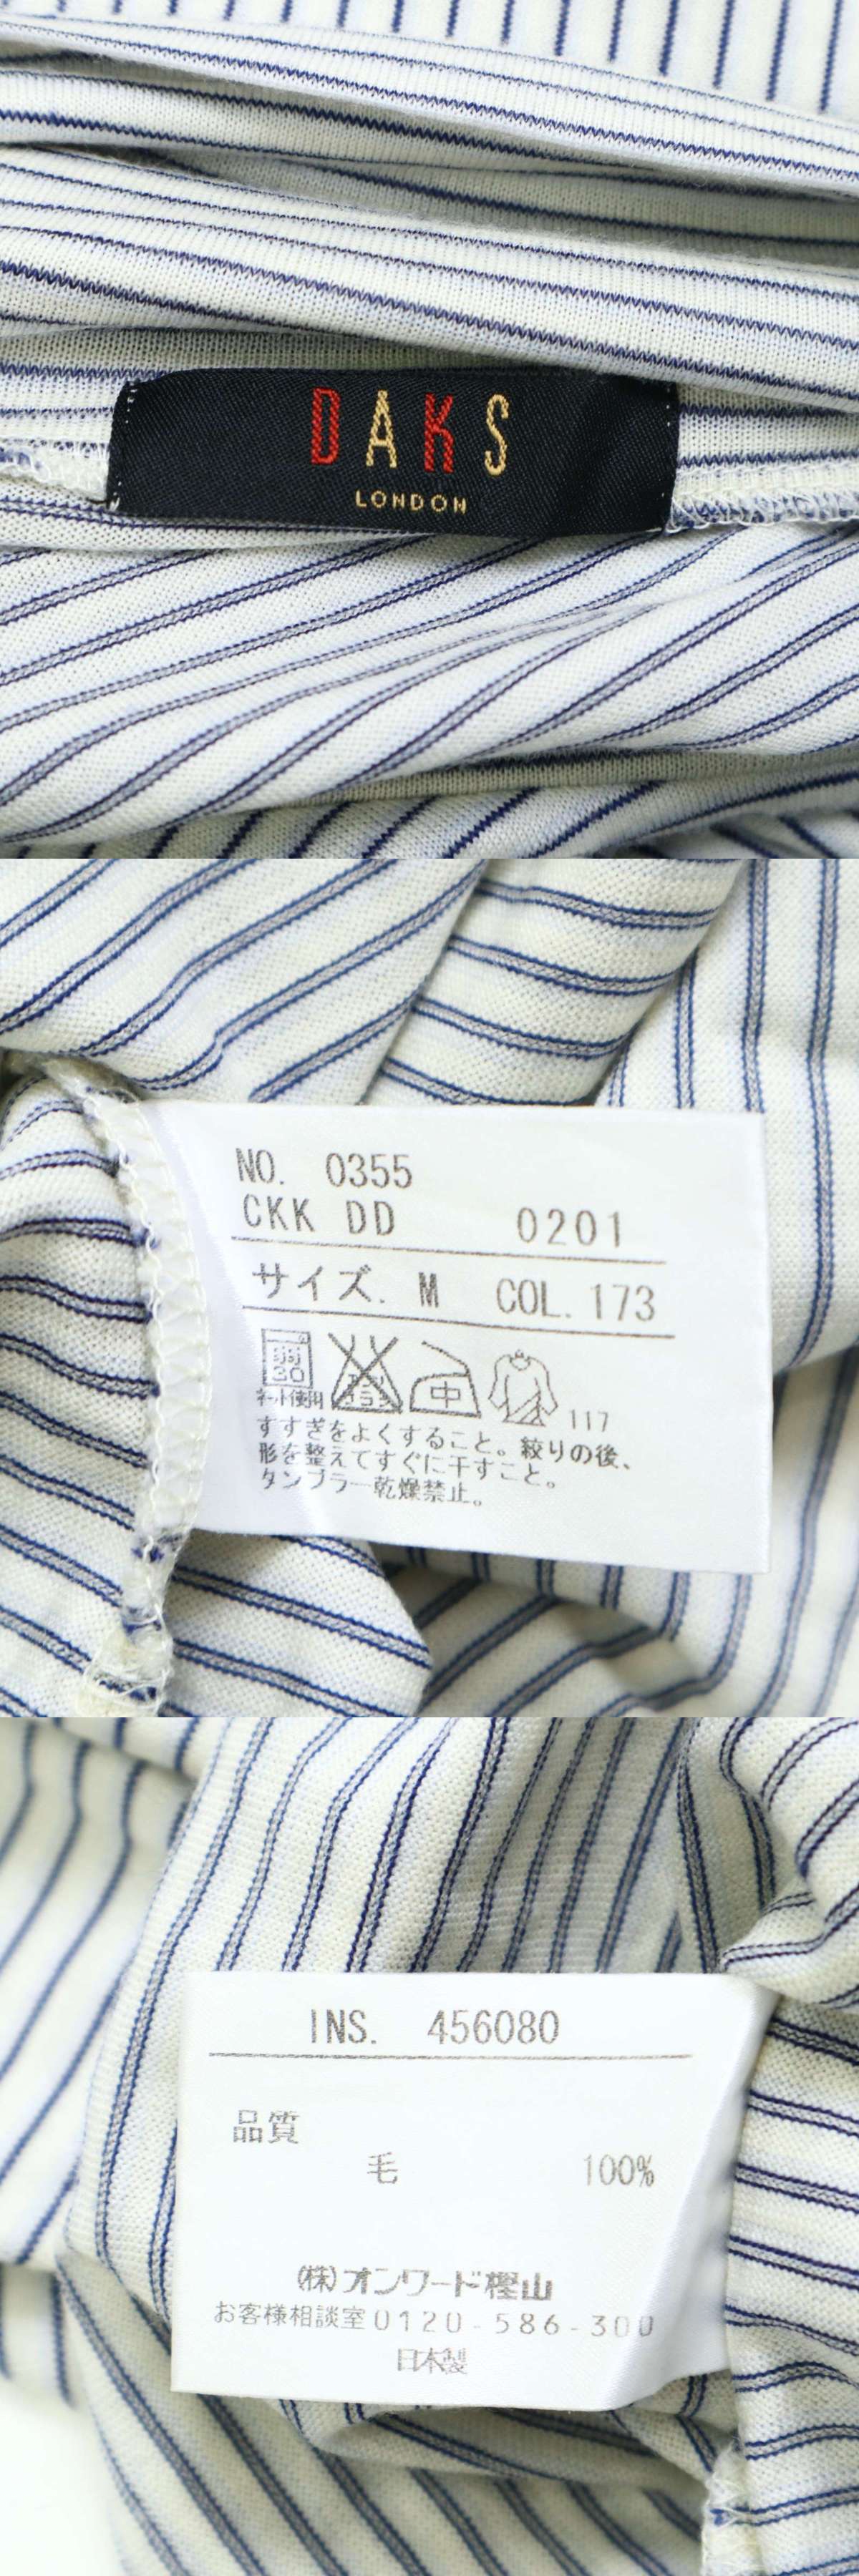 DAKS
LONDON
NO. 0355
CKK DD 0201
サイズ. M COL. 173
30
ネット使用 中 117
すすぎをよくすること。絞りの後、
形を整えてすぐに干すこと。
タンブラー乾燥禁止。
INS. 456080
品質
毛 100%
(株)オンワード樫山
お客様相談室0120-586-300
日本製